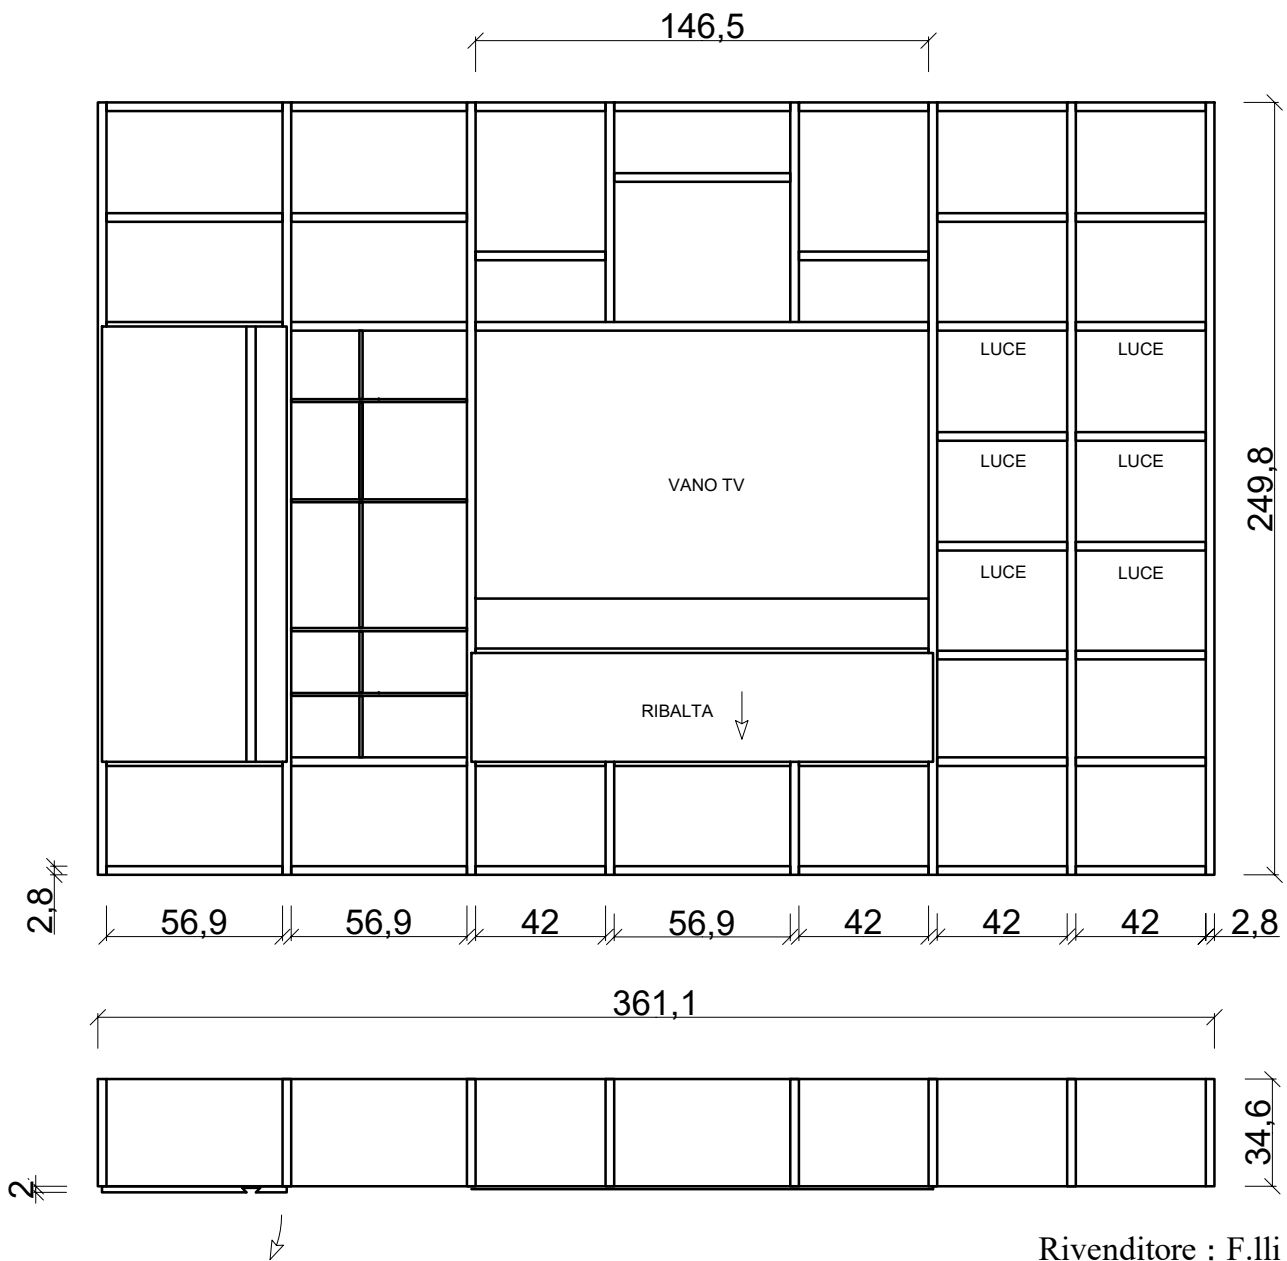 146,5
LUCE LUCE
LUCE LUCE
VANO TV
249,8
LUCE LUCE
RIBALTA
2,8
56,9 56,9 42 56,9 42 42 42 2,8
361,1
34,6
2
Rivenditore : F.lli